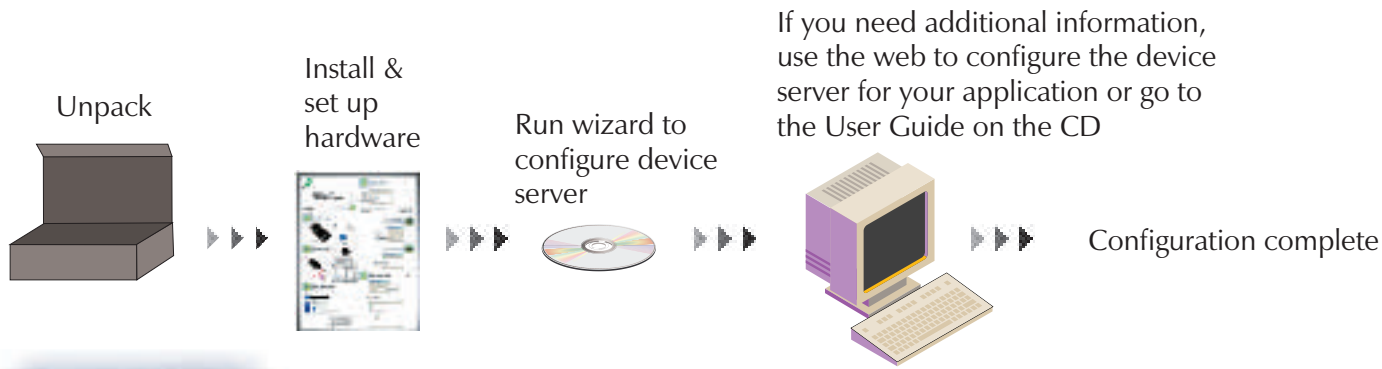 Unpack
Install &
set up
hardware
Run wizard to
configure device
server
If you need additional information,
use the web to configure the device
server for your application or go to
the User Guide on the CD
Configuration complete